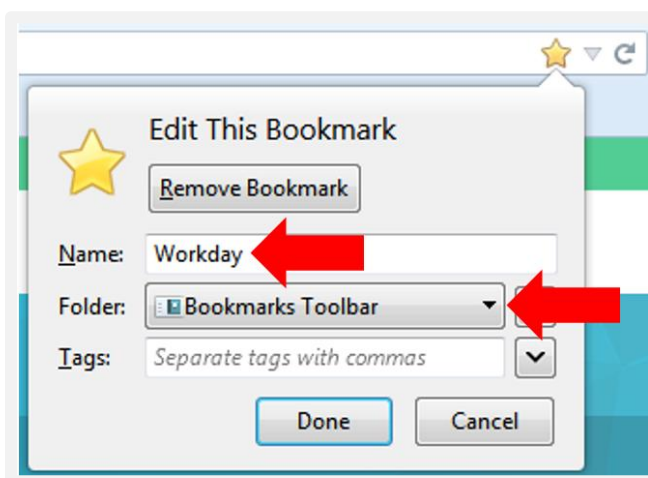 Edit This Bookmark
Remove Bookmark
Name: Workday
Folder: Bookmarks Toolbar
Tags: Separate tags with commas
Done Cancel